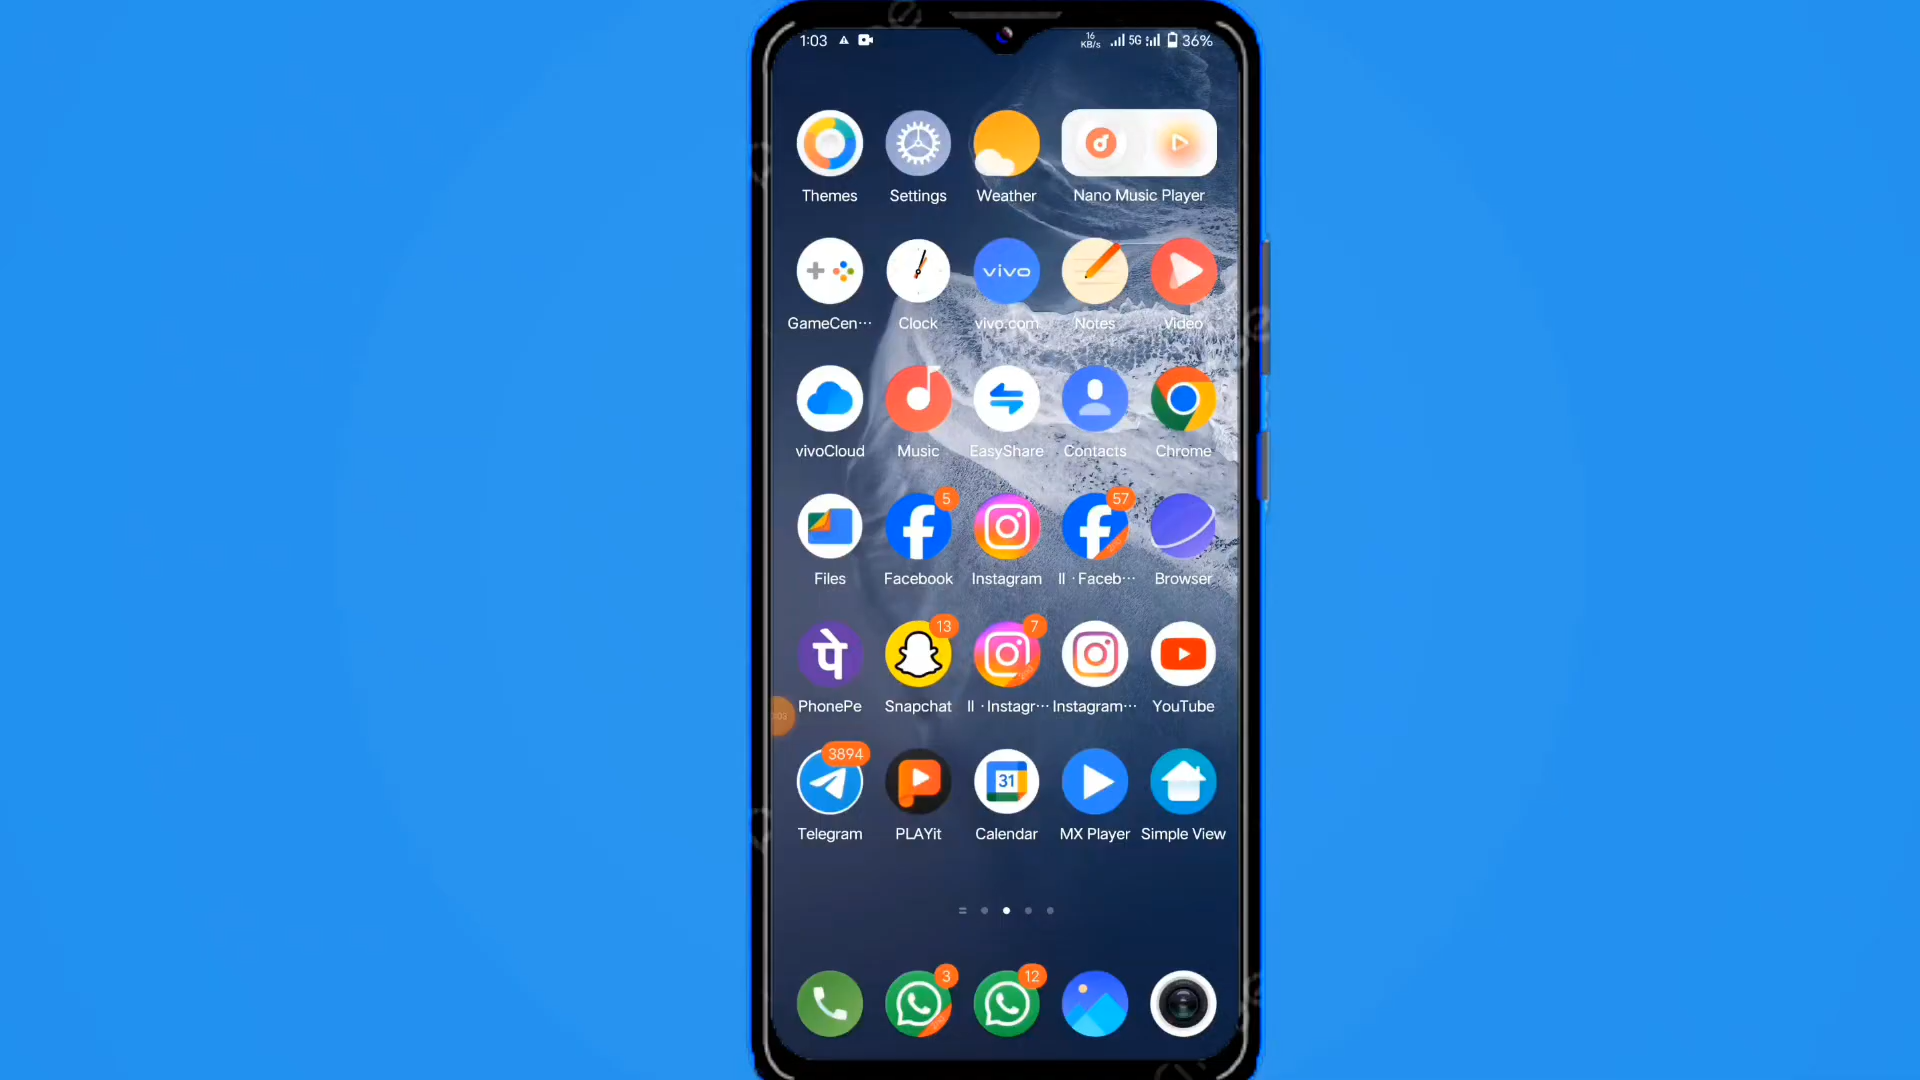 1:03 16 KB/s 5G 36%
Themes Settings Weather Nano Music Player
vivo
GameCen··· Clock vivo.com Notes Video
vivoCloud Music EasyShare Contacts Chrome
5 57
Files Facebook Instagram II · Faceb··· Browser
13 7
पे
PhonePe Snapchat II · Instagr··· Instagram··· YouTube
3894
31
Telegram PLAYit Calendar MX Player Simple View
3 12